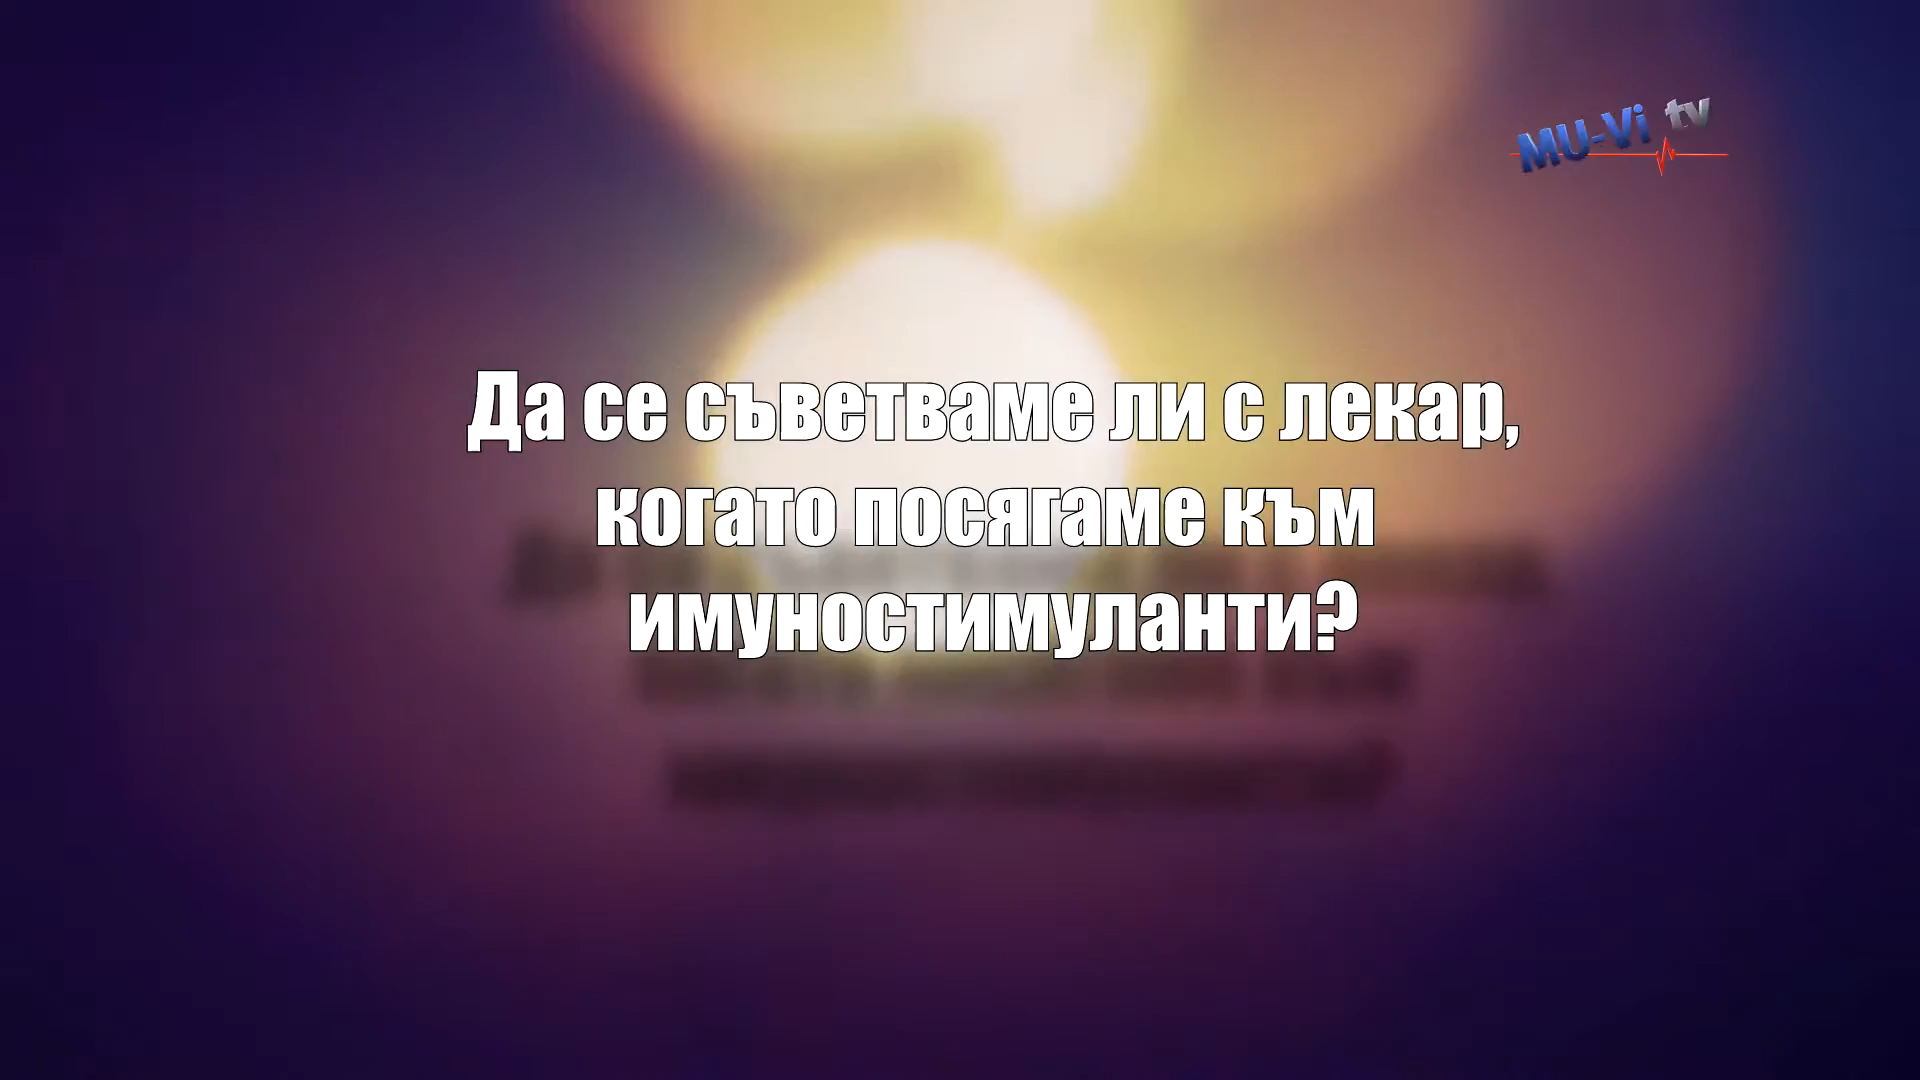 MU-Vi tv
Да се съветваме ли с лекар,
когато посягаме към
имуностимуланти?